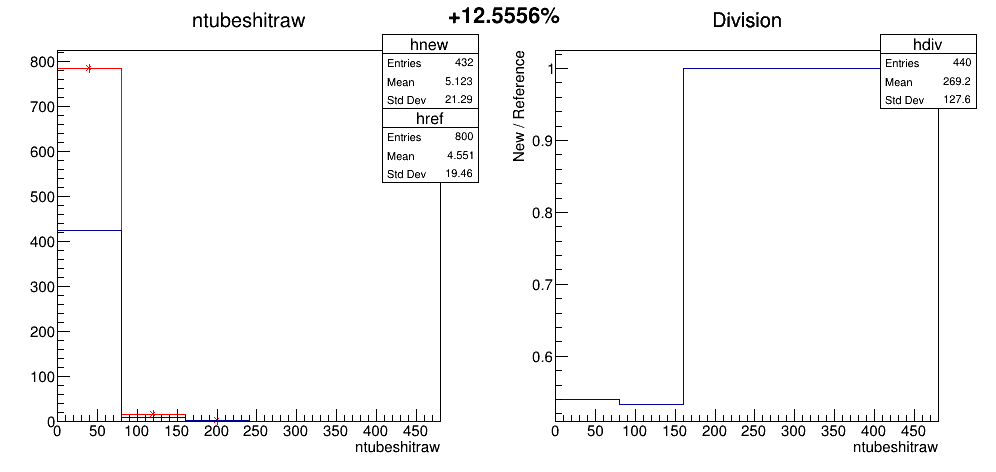 +12.5556%
ntubeshitraw
hnew
Entries 432
Mean 5.123
Std Dev 21.29
href
Entries 800
Mean 4.551
Std Dev 19.46
800
700
600
500
400
300
200
100
0
0 50 100 150 200 250 300 350 400 450
ntubeshitraw
Division
hdiv
Entries 440
Mean 269.2
Std Dev 127.6
New / Reference
1
0.9
0.8
0.7
0.6
0 50 100 150 200 250 300 350 400 450
ntubeshitraw